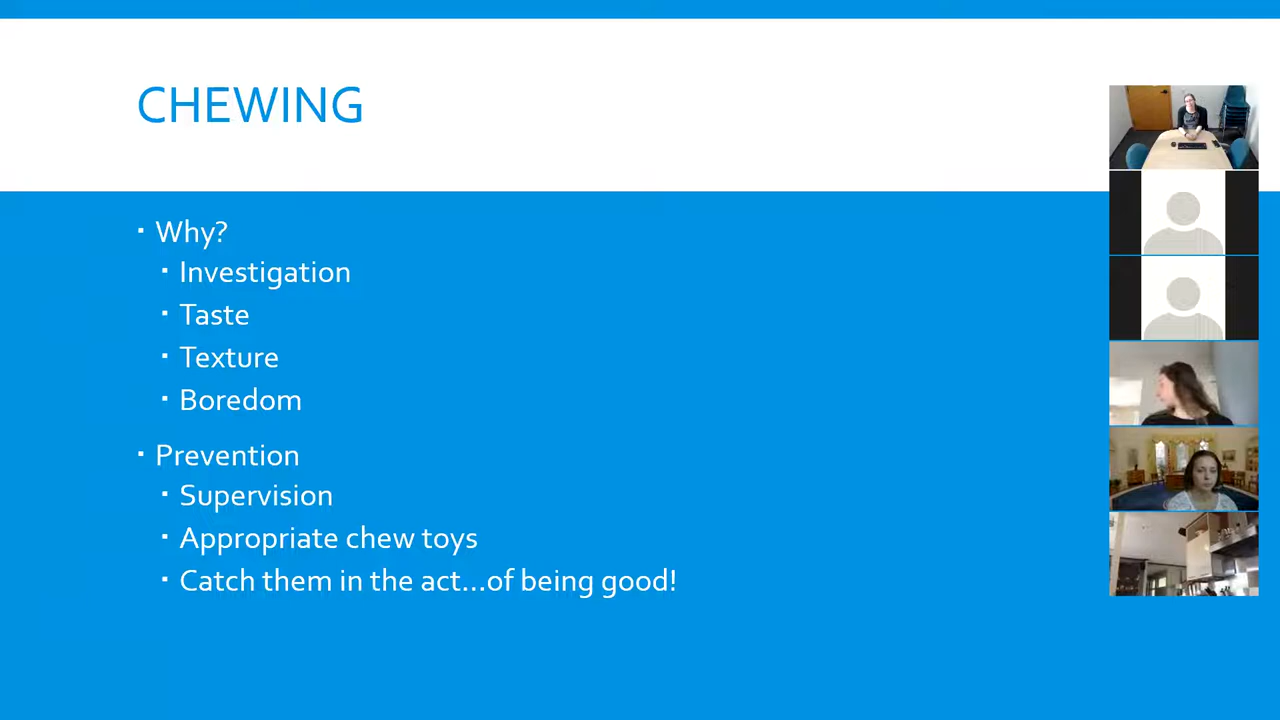 CHEWING
Why?
Investigation
Taste
Texture
Boredom
Prevention
Supervision
Appropriate chew toys
Catch them in the act...of being good!